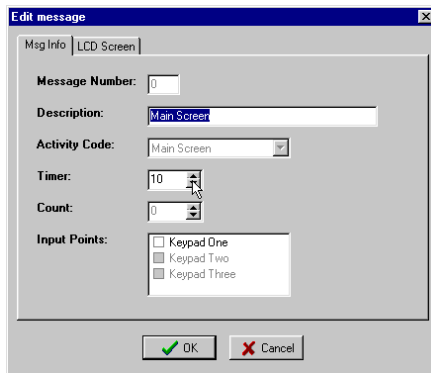 Edit message
Msg Info LCD Screen
Message Number: 0
Description: Main Screen
Activity Code: Main Screen
Timer: 10
Count: 0
Input Points: Keypad One
Keypad Two
Keypad Three
OK Cancel